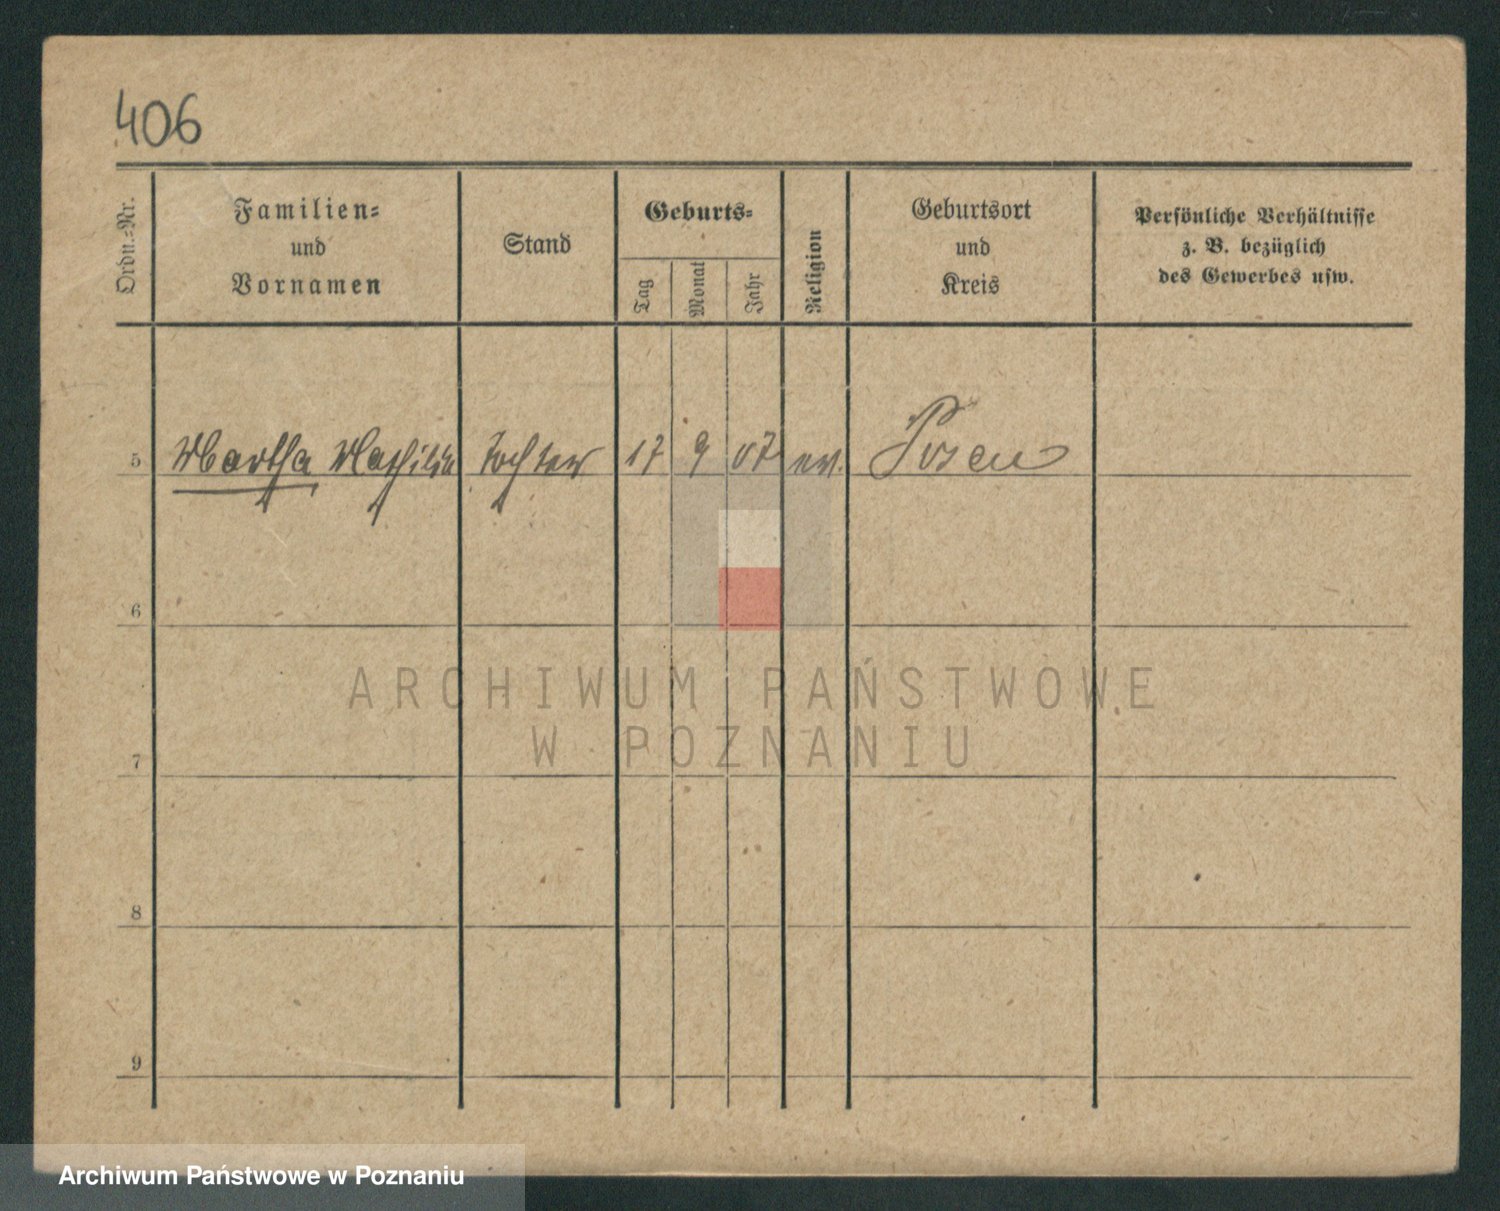 406
Ordn.-Nr.
Familien-
und
Vornamen
Stand
Geburts-
Tag
Monat
Jahr
Religion
Geburtsort
und
Kreis
Persönliche Verhältnisse
z. B. bezüglich
des Gewerbes usw.
5 Martha Mathilde Tochter 17 9 07 ev. Posen
6
7
8
9
ARCHIWUM PAŃSTWOWE
W POZNANIU
Archiwum Państwowe w Poznaniu